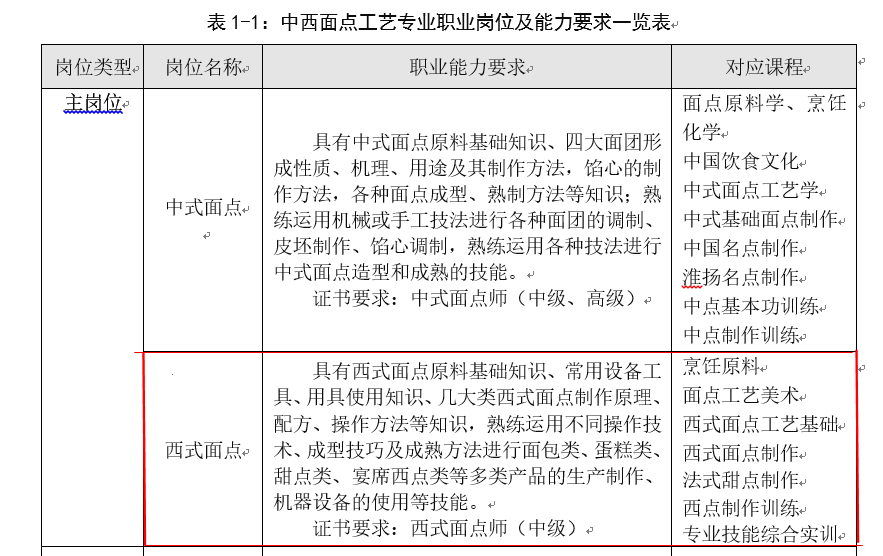 表 1-1：中西面点工艺专业职业岗位及能力要求一览表
岗位类型
岗位名称
职业能力要求
对应课程
主岗位
中式面点
具有中式面点原料基础知识、四大面团形
成性质、机理、用途及其制作方法，馅心的制
作方法，各种面点成型、熟制方法等知识；熟
练运用机械或手工技法进行各种面团的调制、
皮坯制作、馅心调制，熟练运用各种技法进行
中式面点造型和成熟的技能。
证书要求：中式面点师（中级、高级）
面点原料学、烹饪
化学
中国饮食文化
中式面点工艺学
中式基础面点制作
中国名点制作
淮扬名点制作
中点基本功训练
中点制作训练
西式面点
具有西式面点原料基础知识、常用设备工
具、用具使用知识、几大类西式面点制作原理、
配方、操作方法等知识，熟练运用不同操作技
术、成型技巧及成熟方法进行面包类、蛋糕类、
甜点类、宴席西点类等多类产品的生产制作、
机器设备的使用等技能。
证书要求：西式面点师（中级）
烹饪原料
面点工艺美术
西式面点工艺基础
西式面点制作
法式甜点制作
西点制作训练
专业技能综合实训